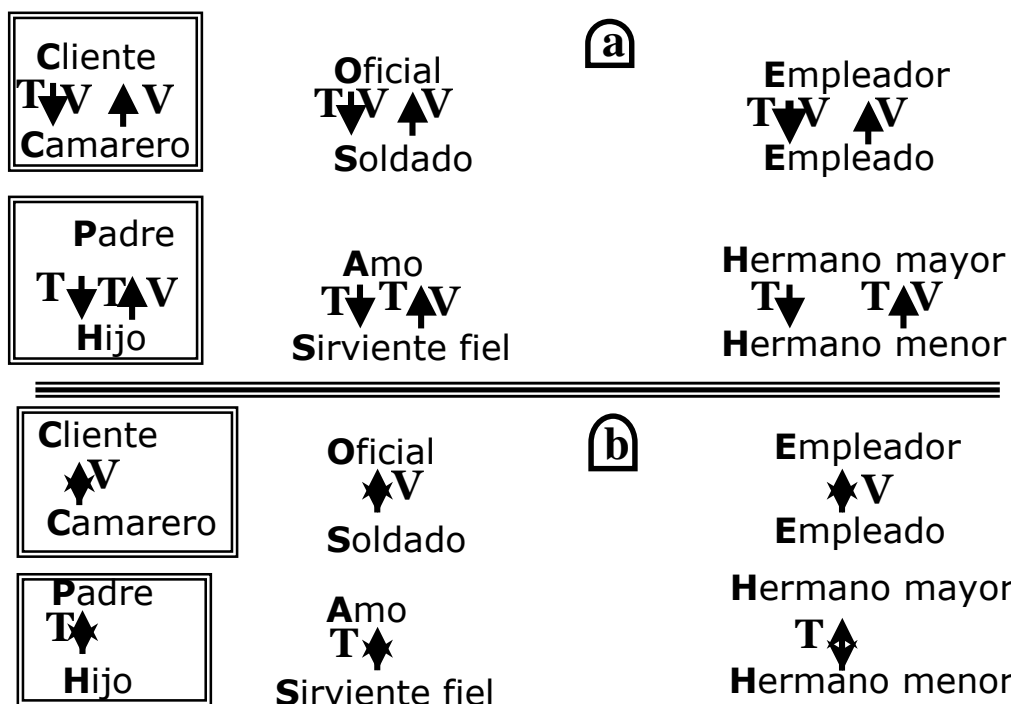 Cliente Oficial a Empleador
T V V T V V T V V
Camarero Soldado Empleado
Padre Amo Hermano mayor
T T V T T V T T V
Hijo Sirviente fiel Hermano menor
Cliente Oficial b Empleador
V V V
Camarero Soldado Empleado
Padre Amo Hermano mayor
T T T
Hijo Sirviente fiel Hermano menor